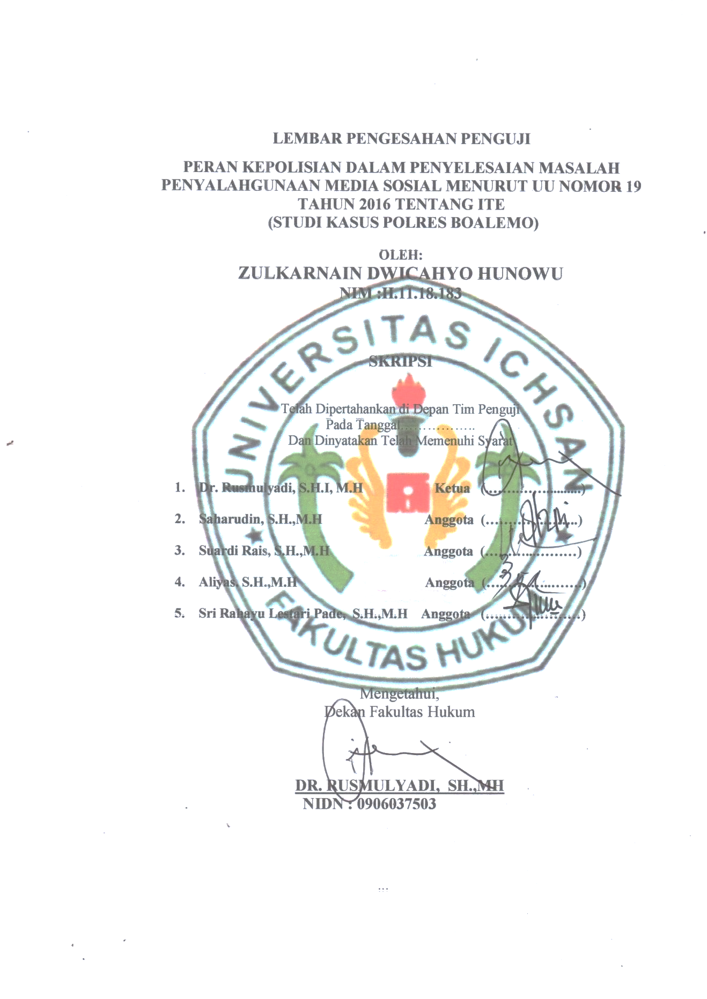 LEMBAR PENGESAHAN PENGUJI
PERAN KEPOLISIAN DALAM PENYELESAIAN MASALAH
PENYALAHGUNAAN MEDIA SOSIAL MENURUT UU NOMOR 19
TAHUN 2016 TENTANG ITE
(STUDI KASUS POLRES BOALEMO)
OLEH:
ZULKARNAIN DWICAHYO HUNOWU
NIM :H.11.18.183
UNIVERSITAS ICHSAN
SKRIPSI
Telah Dipertahankan di Depan Tim Penguji
Pada Tanggal................
Dan Dinyatakan Telah Memenuhi Syarat
1. Dr. Rusmulyadi, S.H.I, M.H Ketua (........................)
2. Saharudin, S.H.,M.H Anggota (........................)
3. Suardi Rais, S.H.,M.H Anggota (........................)
4. Aliyas, S.H.,M.H Anggota (........................)
5. Sri Rahayu Lestari Pade, S.H.,M.H Anggota (........................)
FAKULTAS HUKUM
Mengetahui,
Dekan Fakultas Hukum
DR. RUSMULYADI, SH.,MH
NIDN : 0906037503